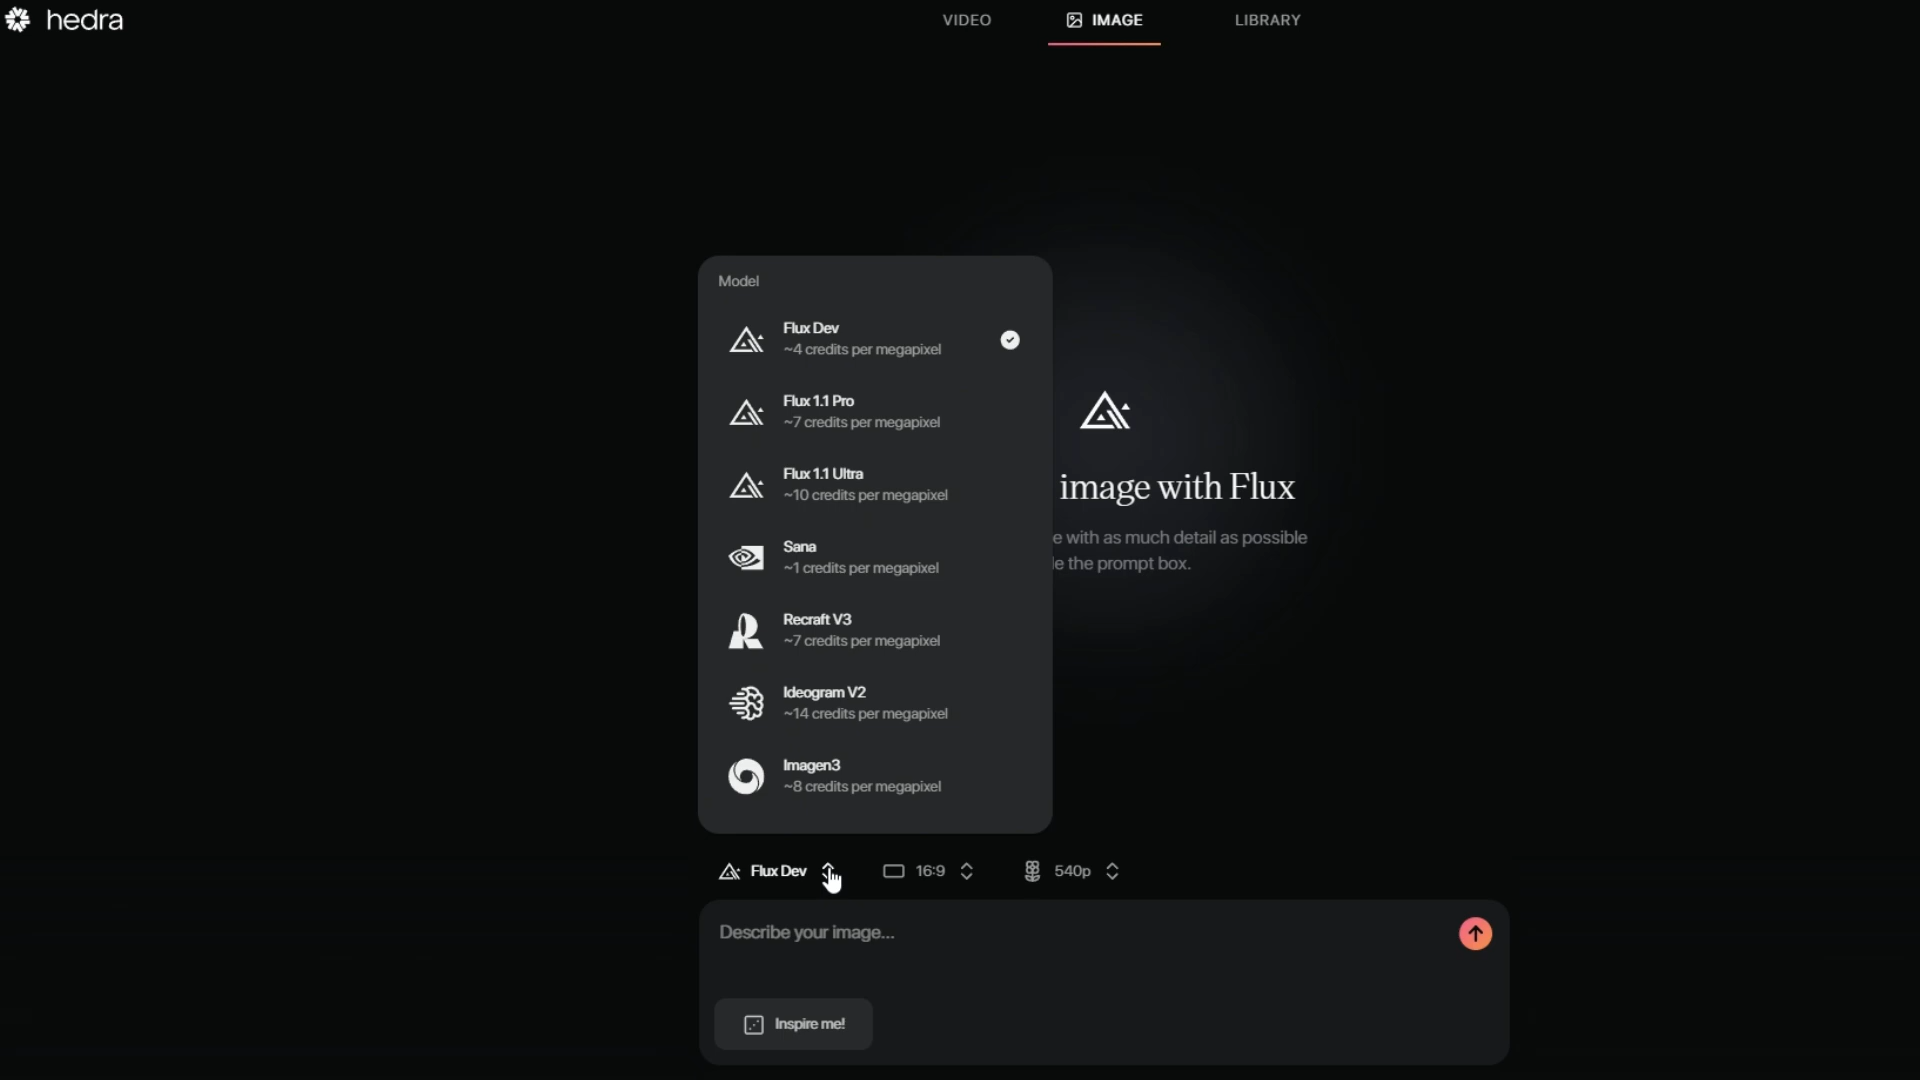 hedra
VIDEO
IMAGE
LIBRARY
Model
Flux Dev
~4 credits per megapixel
Flux 1.1 Pro
~7 credits per megapixel
Flux 1.1 Ultra
~10 credits per megapixel
Sana
~1 credits per megapixel
Recraft V3
~7 credits per megapixel
Ideogram V2
~14 credits per megapixel
Imagen3
~8 credits per megapixel
image with Flux
e with as much detail as possible
the prompt box.
Flux Dev
16:9
540p
Describe your image...
Inspire me!